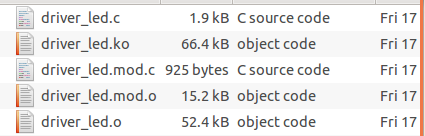 driver_led.c 1.9 kB C source code Fri 17
driver_led.ko 66.4 kB object code Fri 17
driver_led.mod.c 925 bytes C source code Fri 17
driver_led.mod.o 15.2 kB object code Fri 17
driver_led.o 52.4 kB object code Fri 17